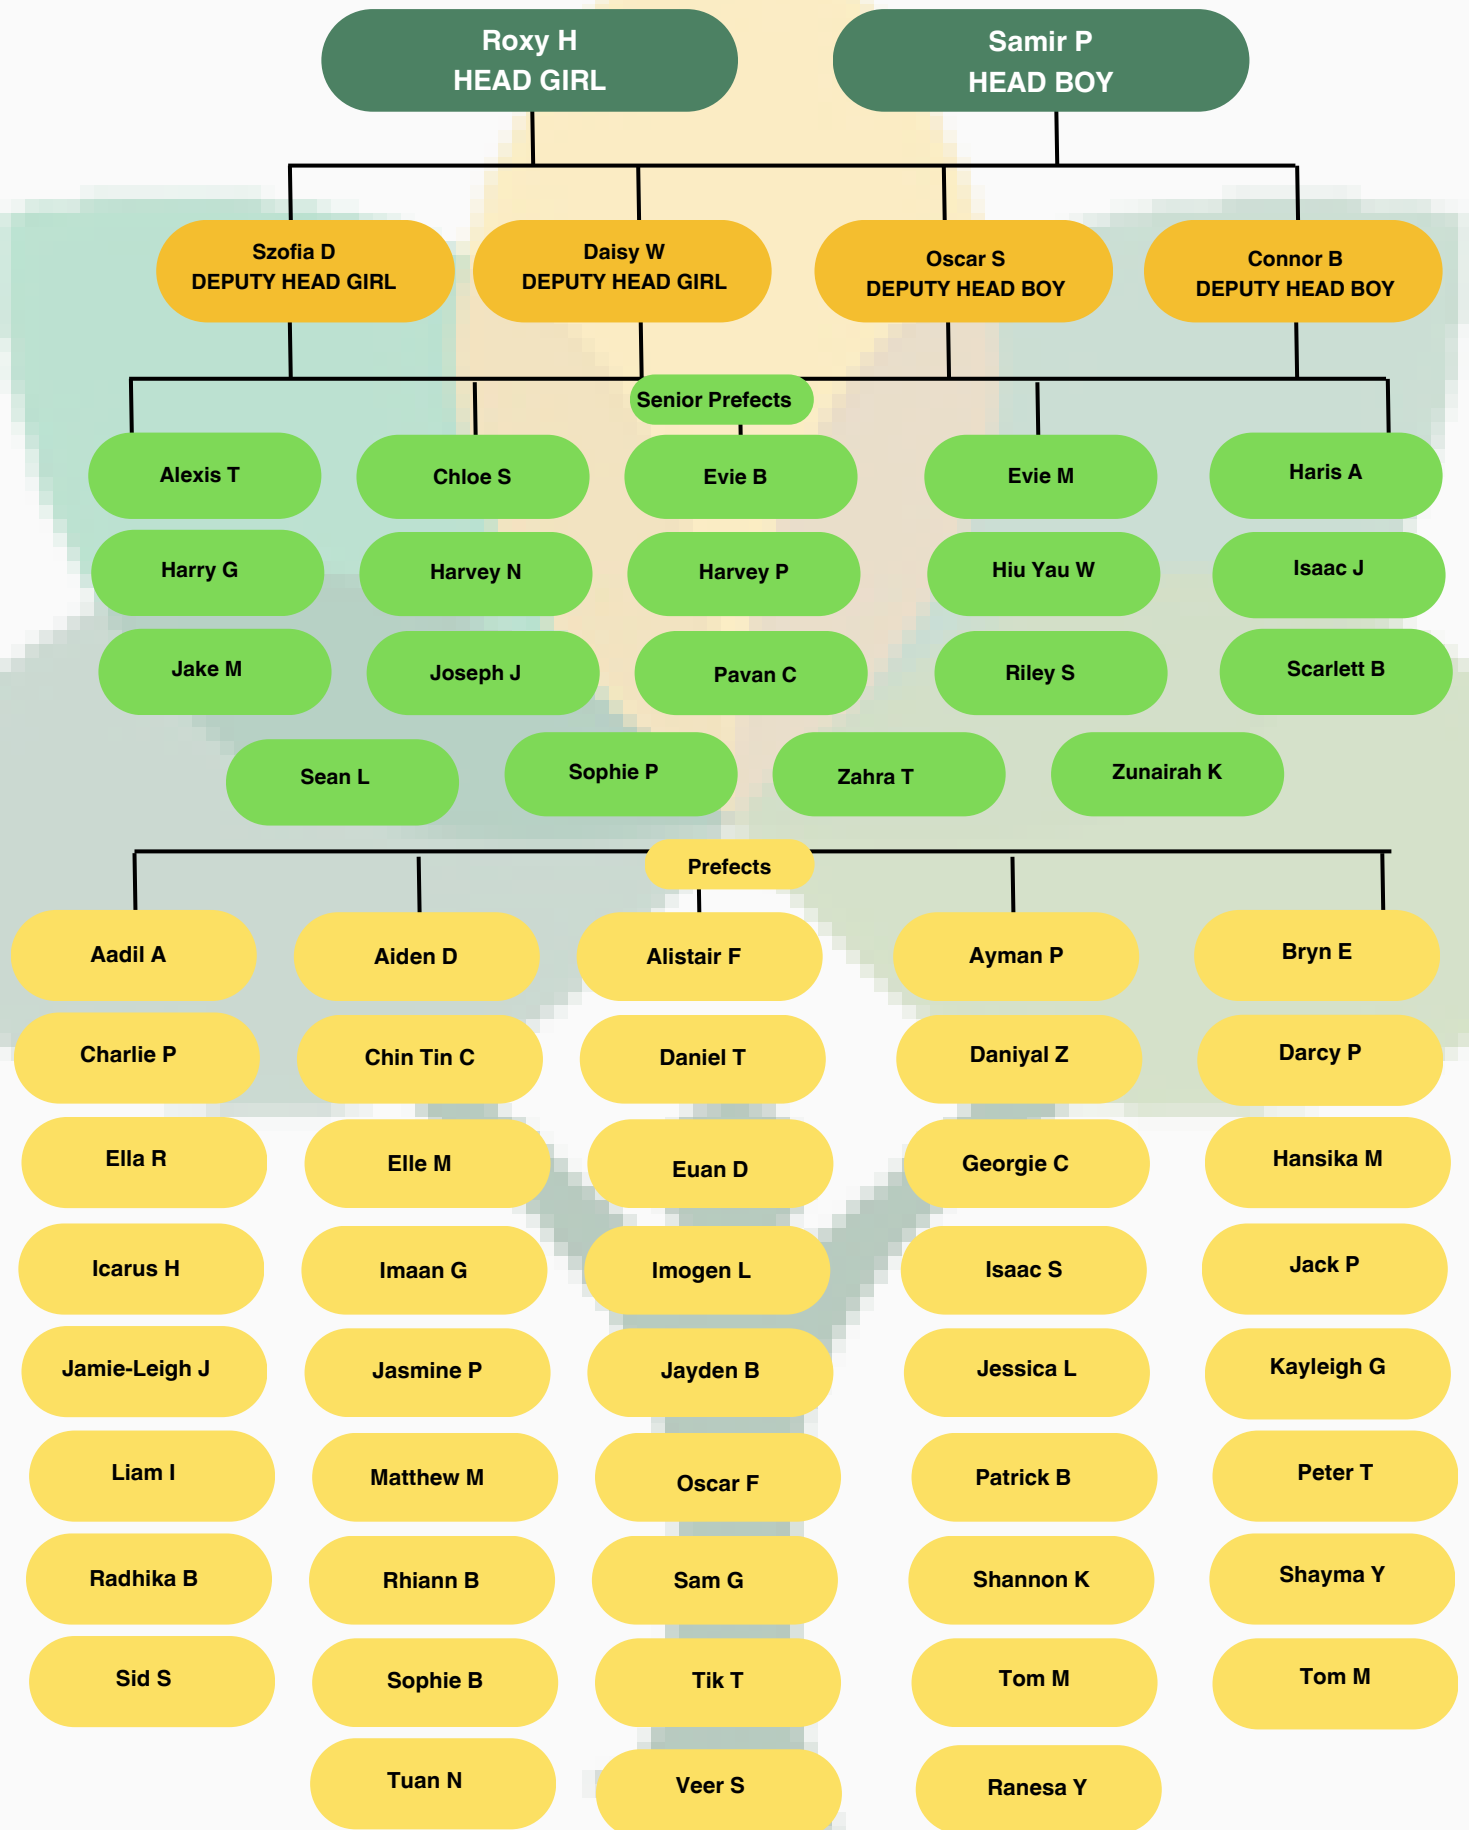 Roxy H
HEAD GIRL
Samir P
HEAD BOY
Szofia D
DEPUTY HEAD GIRL
Daisy W
DEPUTY HEAD GIRL
Oscar S
DEPUTY HEAD BOY
Connor B
DEPUTY HEAD BOY
Senior Prefects
Alexis T
Chloe S
Evie B
Evie M
Haris A
Harry G
Harvey N
Harvey P
Hiu Yau W
Isaac J
Jake M
Joseph J
Pavan C
Riley S
Scarlett B
Sean L
Sophie P
Zahra T
Zunairah K
Prefects
Aadil A
Aiden D
Alistair F
Ayman P
Bryn E
Charlie P
Chin Tin C
Daniel T
Daniyal Z
Darcy P
Ella R
Elle M
Euan D
Georgie C
Hansika M
Icarus H
Imaan G
Imogen L
Isaac S
Jack P
Jamie-Leigh J
Jasmine P
Jayden B
Jessica L
Kayleigh G
Liam I
Matthew M
Oscar F
Patrick B
Peter T
Radhika B
Rhiann B
Sam G
Shannon K
Shayma Y
Sid S
Sophie B
Tik T
Tom M
Tom M
Tuan N
Veer S
Ranesa Y